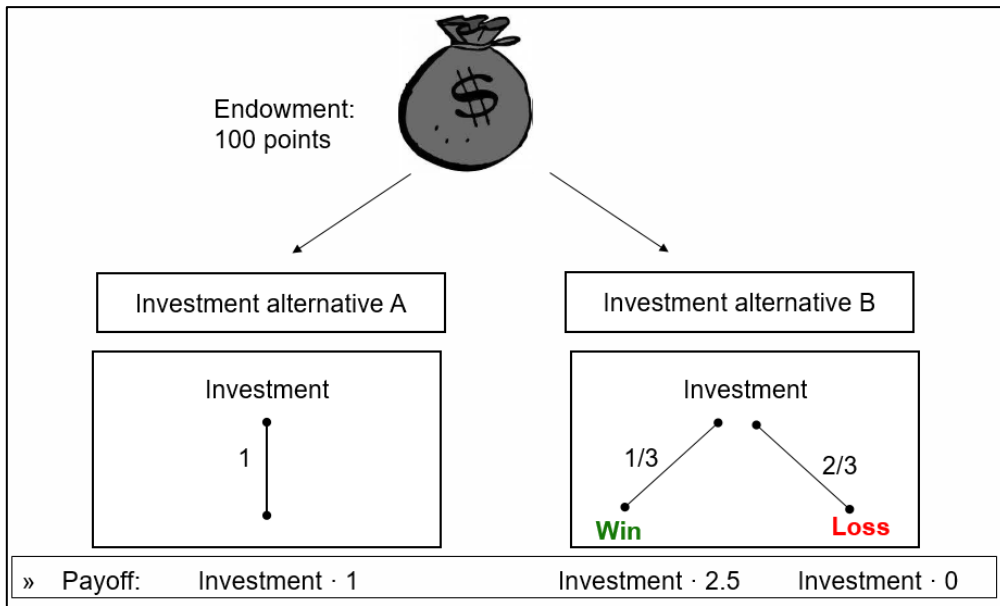 $
Endowment:
100 points
Investment alternative A
Investment alternative B
Investment
Investment
1
1/3
2/3
Win
Loss
» Payoff: Investment · 1 Investment · 2.5 Investment · 0